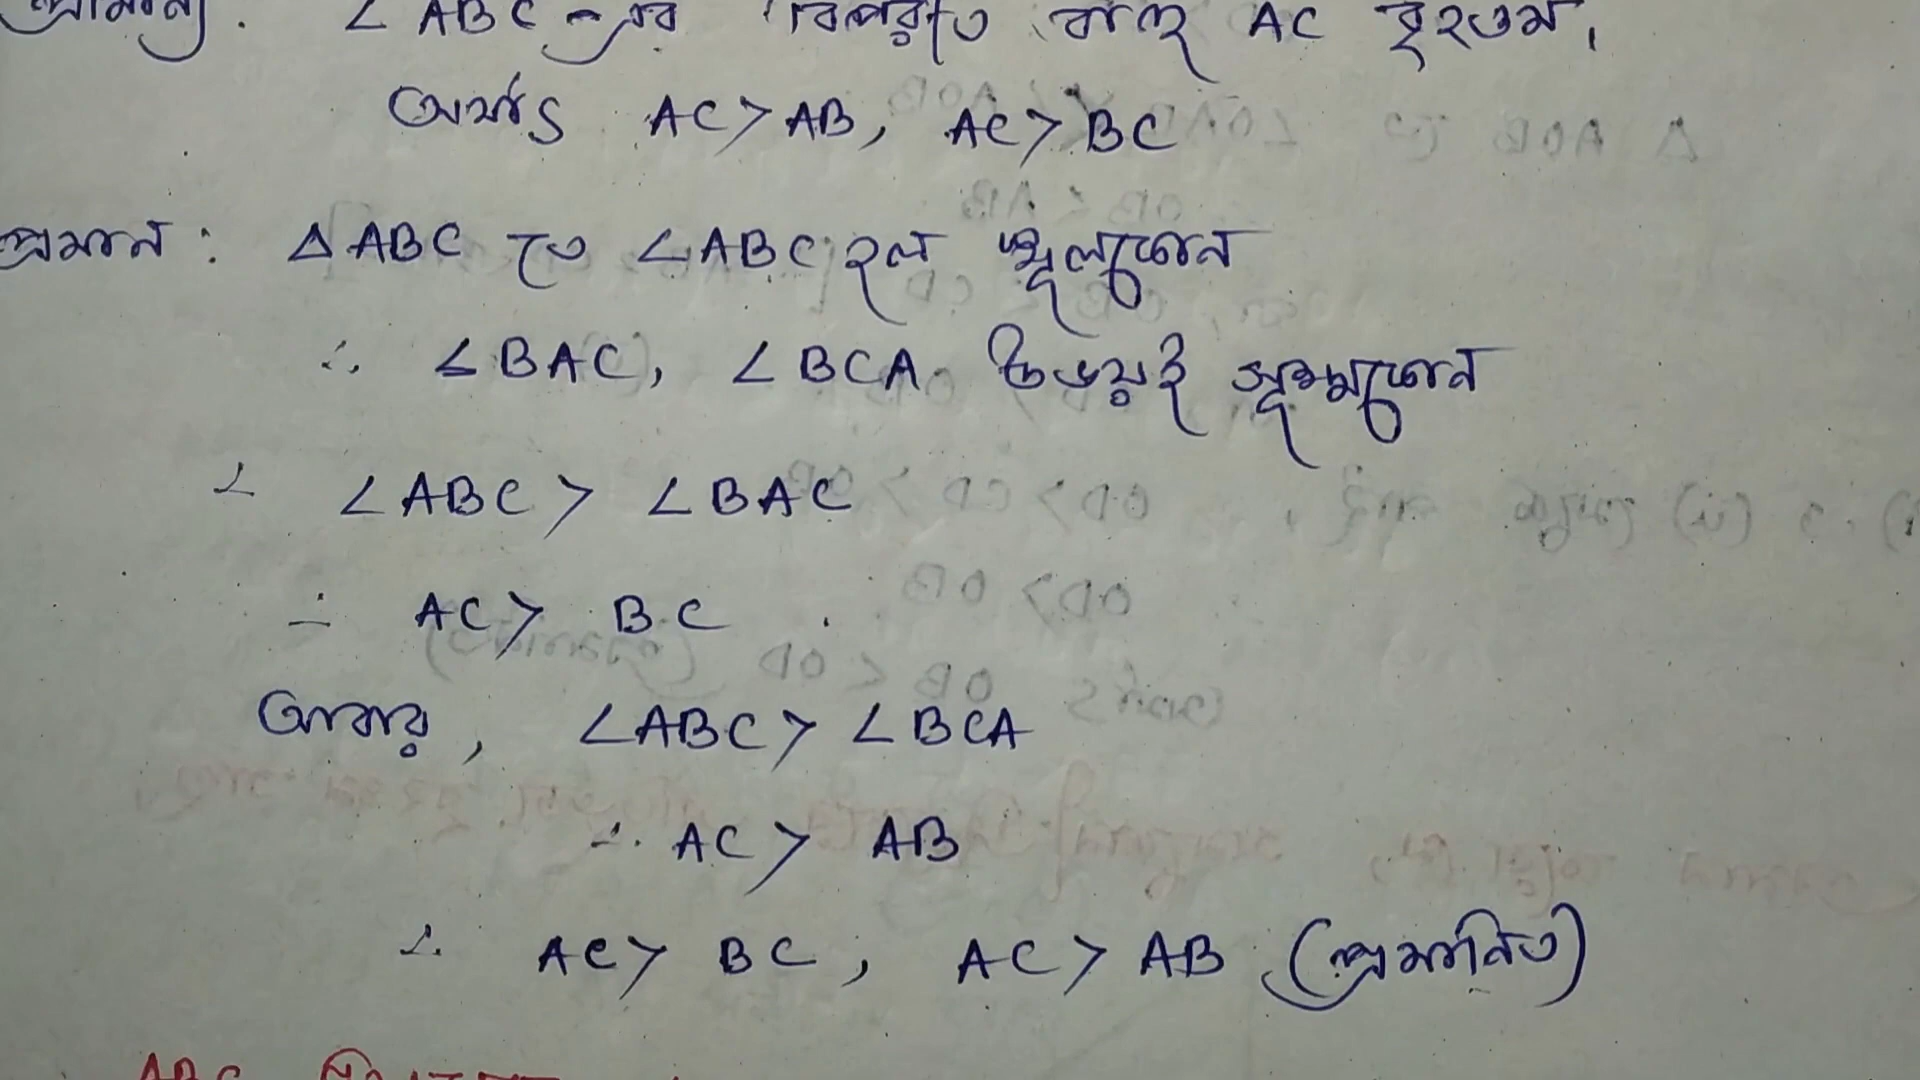 প্রামান্য: ∠ABC-এর বিপরীত বাহু AC বৃহত্তম,
অর্থাৎ AC > AB, AC > BC
প্রমান : △ABC তে ∠ABC হল স্থূলকোন
∴ ∠BAC, ∠BCA উভয়ই সূক্ষ্মকোন
∴ ∠ABC > ∠BAC
∴ AC > BC
আবার, ∠ABC > ∠BCA
∴ AC > AB
∴ AC > BC, AC > AB (প্রমানিত)
ABC